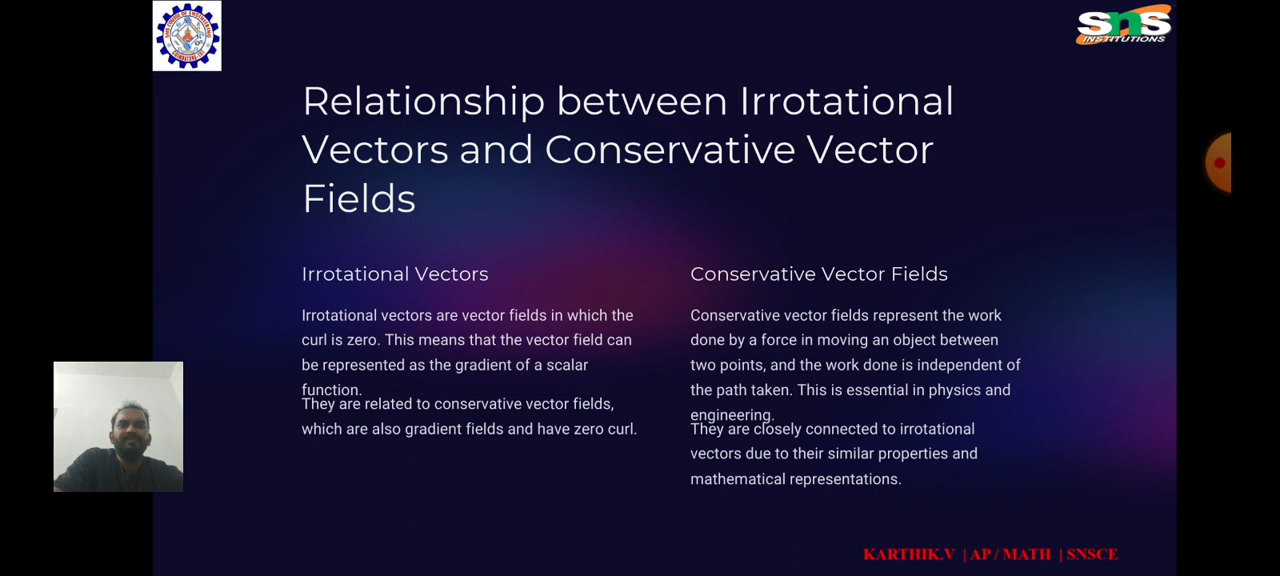 SNS INSTITUTIONS
Relationship between Irrotational
Vectors and Conservative Vector
Fields
Irrotational Vectors
Irrotational vectors are vector fields in which the
curl is zero. This means that the vector field can
be represented as the gradient of a scalar
function.
They are related to conservative vector fields,
which are also gradient fields and have zero curl.
Conservative Vector Fields
Conservative vector fields represent the work
done by a force in moving an object between
two points, and the work done is independent of
the path taken. This is essential in physics and
engineering.
They are closely connected to irrotational
vectors due to their similar properties and
mathematical representations.
KARTHIK.V | AP / MATH | SNSCE